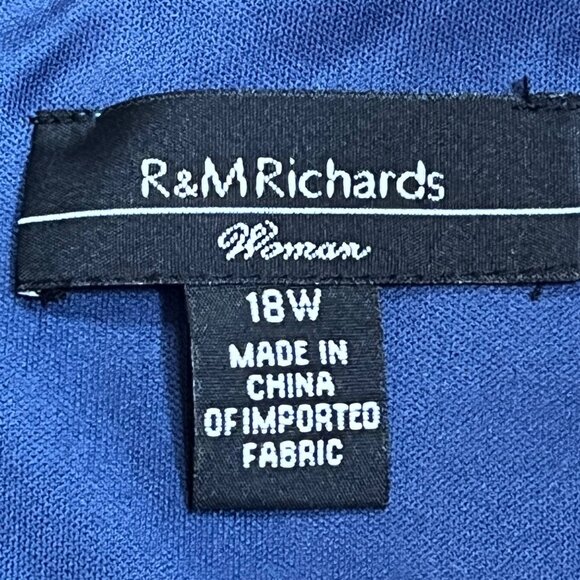 R&M Richards
Woman
18W
MADE IN
CHINA
OF IMPORTED
FABRIC